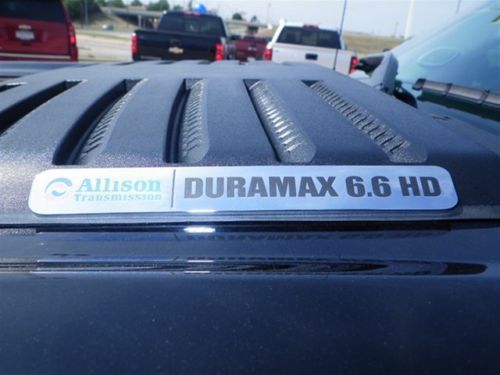 Allison DURAMAX 6.6 HD
Transmission